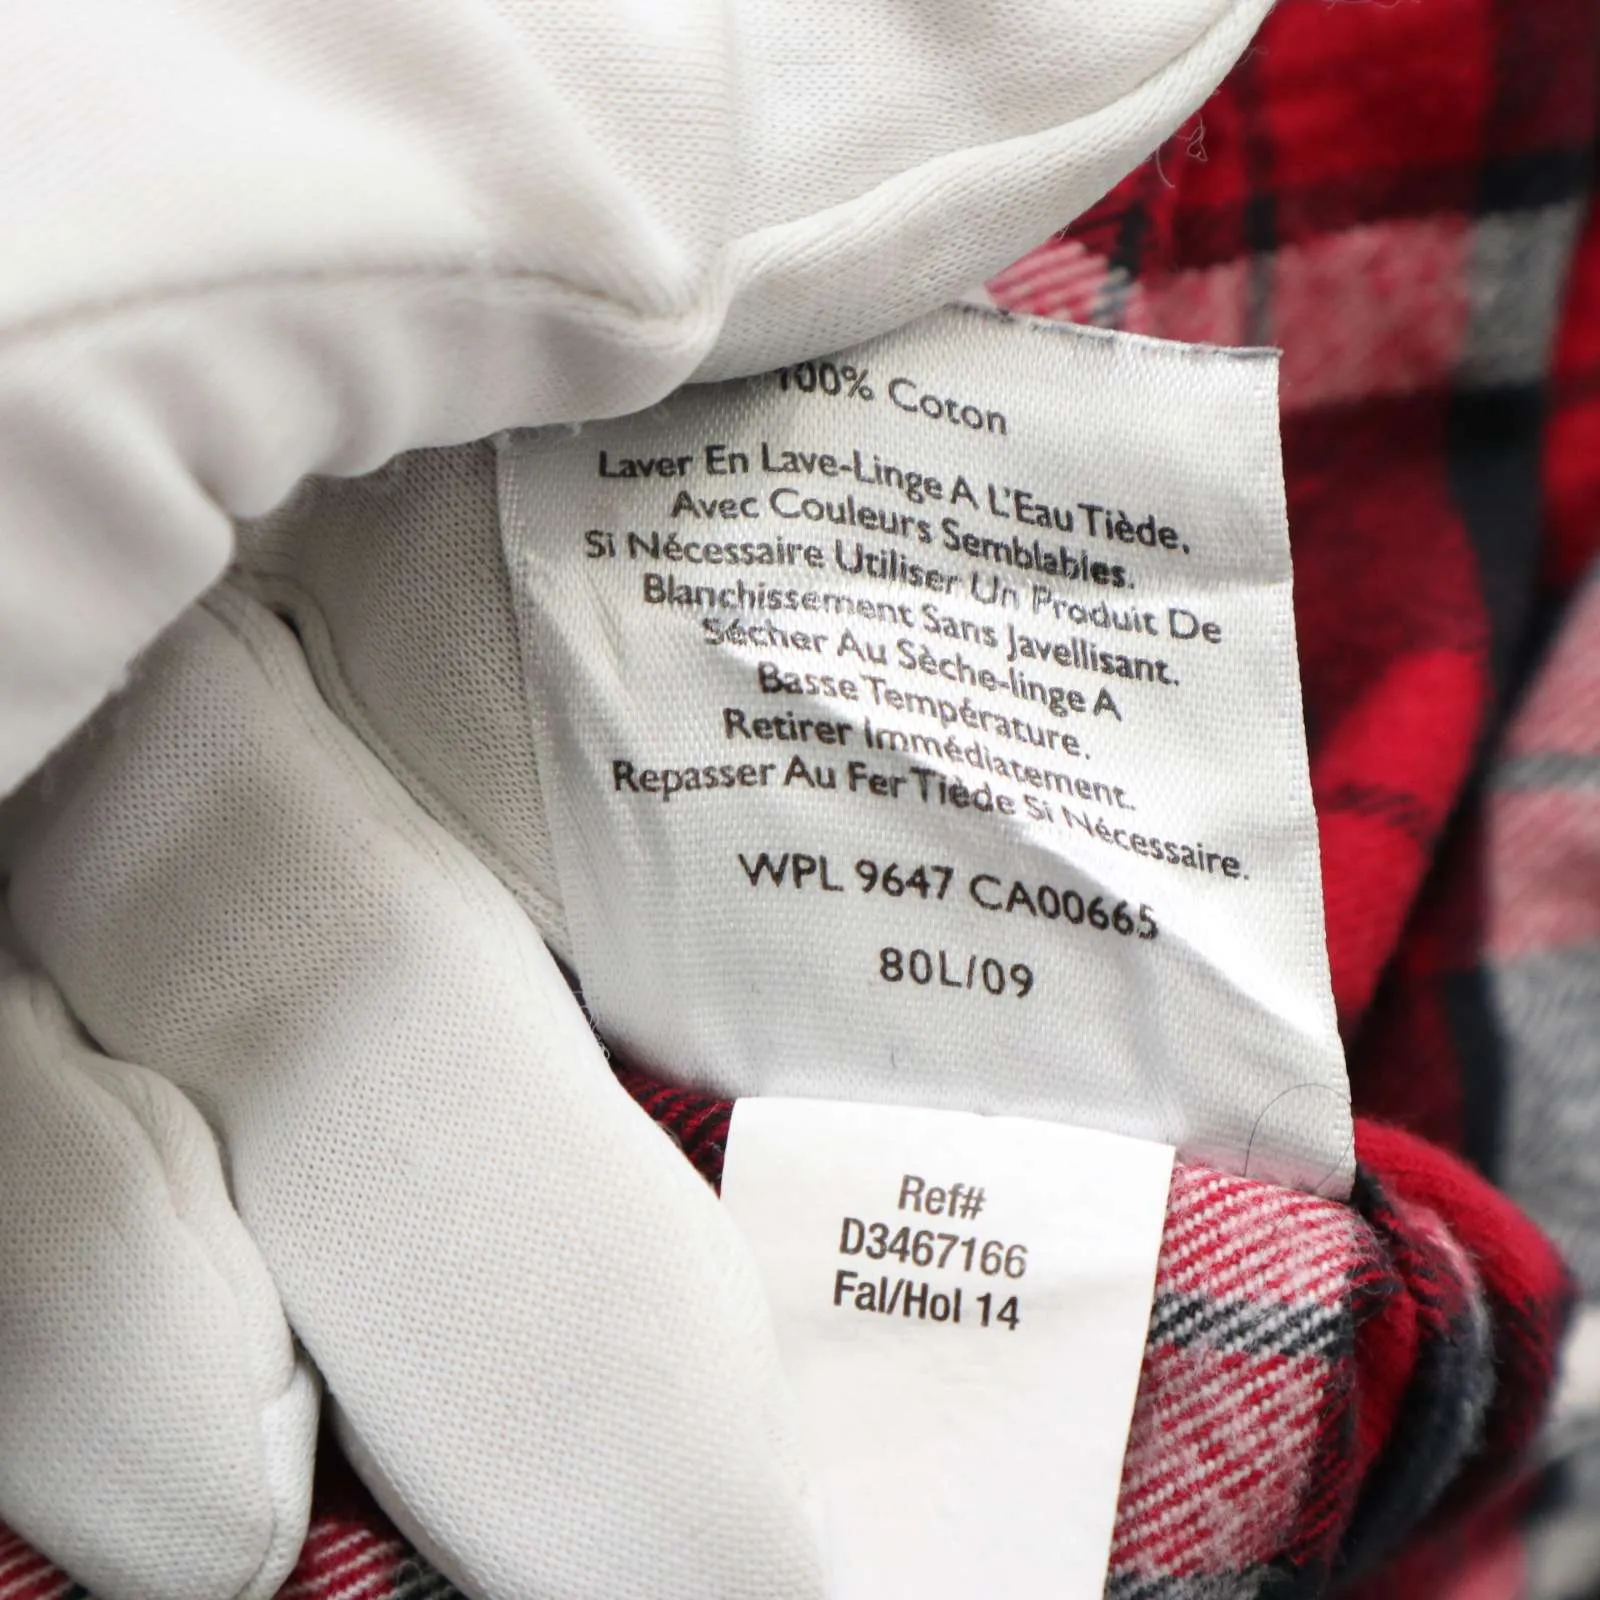 100% Coton
Laver En Lave-Linge A L'Eau Tiède.
Avec Couleurs Semblables.
Si Nécessaire Utiliser Un Produit De
Blanchissement Sans Javellisant.
Sécher Au Sèche-linge A
Basse Température.
Retirer Immédiatement.
Repasser Au Fer Tiède Si Nécessaire.
WPL 9647 CA00665
80L/09
Ref#
D3467166
Fal/Hol 14